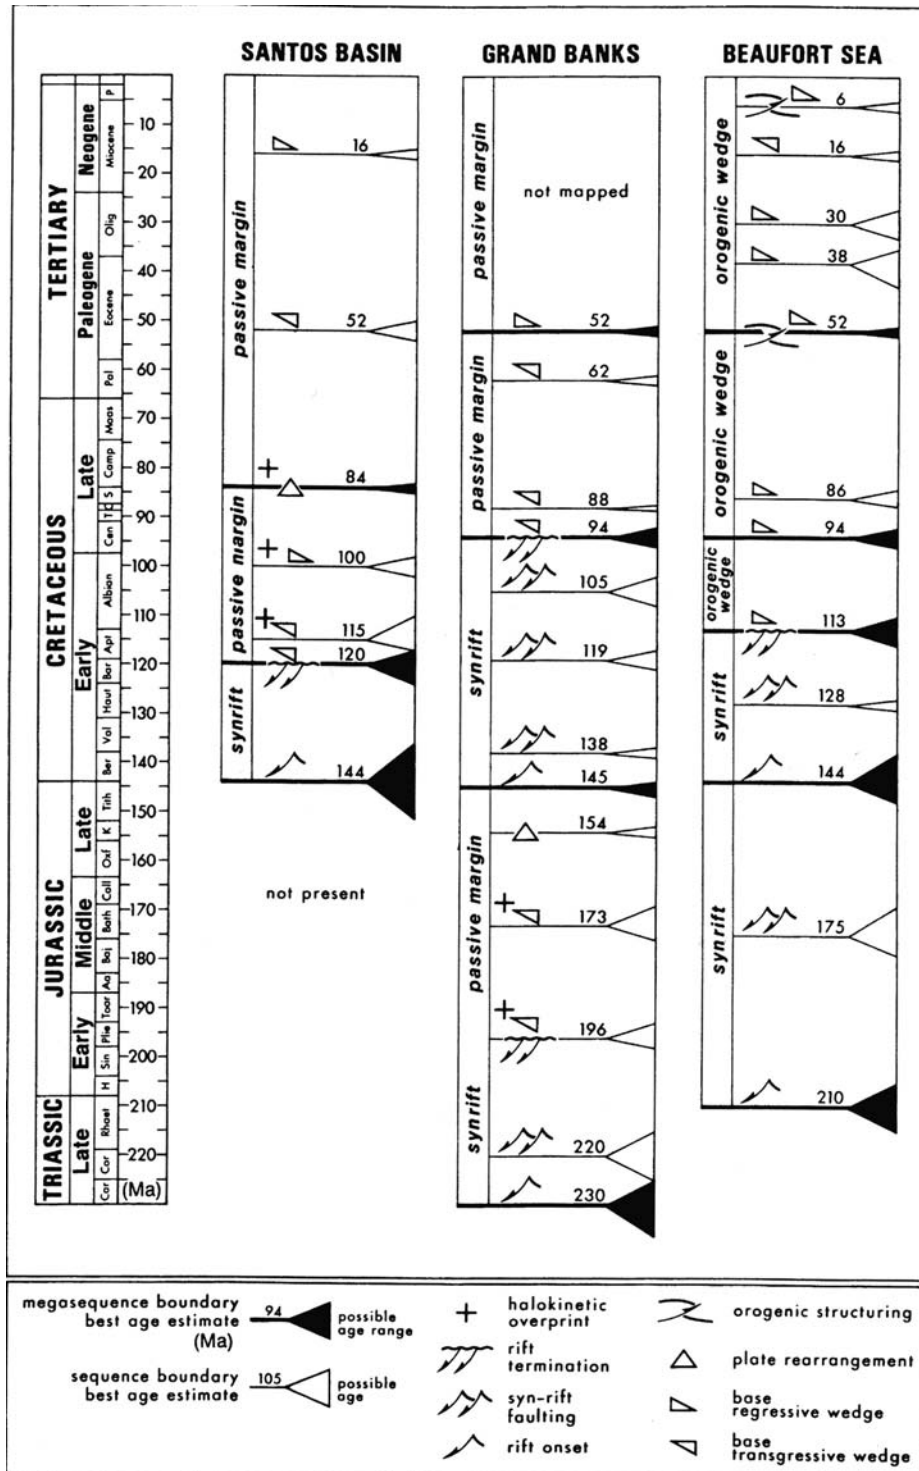 SANTOS BASIN
GRAND BANKS
BEAUFORT SEA
TERTIARY
Neogene
Paleogene
P
Miocene
Olig
Eocene
Pal
CRETACEOUS
Late
Early
Maas
Camp
S
C
T
Cen
Albian
Apt
Bar
Haut
Val
Ber
JURASSIC
Late
Middle
Early
Tith
K
Oxf
Call
Bath
Baj
Aa
Toar
Plie
Sin
H
TRIASSIC
Late
Rhaet
Cor
Car
10
20
30
40
50
60
70
80
90
100
110
120
130
140
150
160
170
180
190
200
210
220
(Ma)
passive margin
passive margin
synrift
16
52
84
100
115
120
144
not present
passive margin
passive margin
synrift
passive margin
synrift
not mapped
52
62
88
94
105
119
138
145
154
173
196
220
230
orogenic wedge
orogenic wedge
orogenic wedge
synrift
synrift
6
16
30
38
52
86
94
113
128
144
175
210
megasequence boundary
best age estimate
(Ma)
94
possible
age range
sequence boundary
best age estimate
105
possible
age
halokinetic
overprint
rift
termination
syn-rift
faulting
rift onset
orogenic structuring
plate rearrangement
base
regressive wedge
base
transgressive wedge